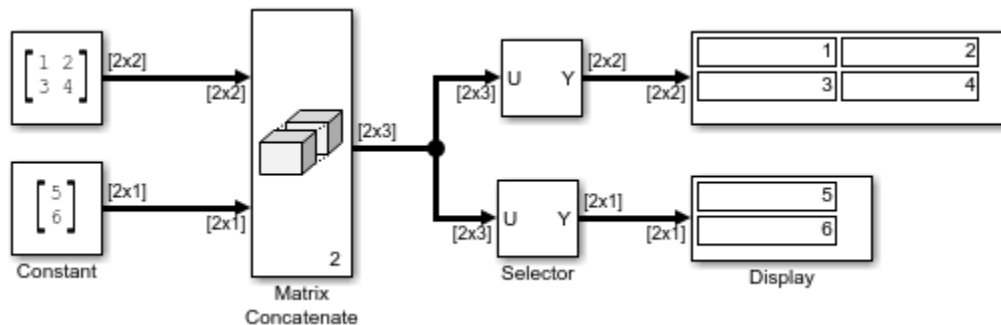 1 2
3 4
[2x2]
[2x2]
5
6
[2x1]
[2x1]
Constant
2
Matrix
Concatenate
[2x3]
[2x3]
U Y
[2x2]
[2x2]
1 2
3 4
[2x3]
U Y
[2x1]
[2x1]
Selector
5
6
Display